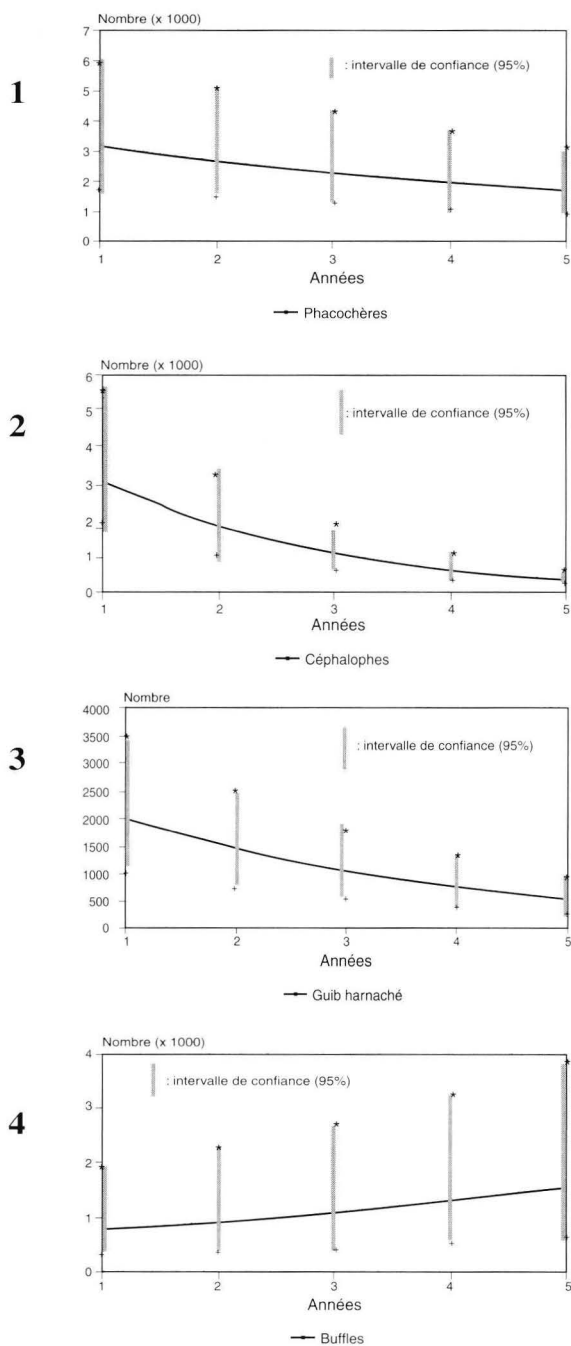 1
Nombre (x 1000)
7
6
5
4
3
2
1
0
: intervalle de confiance (95%)
1 2 3 4 5
Années
Phacochères
2
Nombre (x 1000)
6
5
4
3
2
1
0
: intervalle de confiance (95%)
1 2 3 4 5
Années
Céphalophes
3
Nombre
4000
3500
3000
2500
2000
1500
1000
500
0
: intervalle de confiance (95%)
1 2 3 4 5
Années
Guib harnaché
4
Nombre (x 1000)
4
3
2
1
0
: intervalle de confiance (95%)
1 2 3 4 5
Années
Buffles